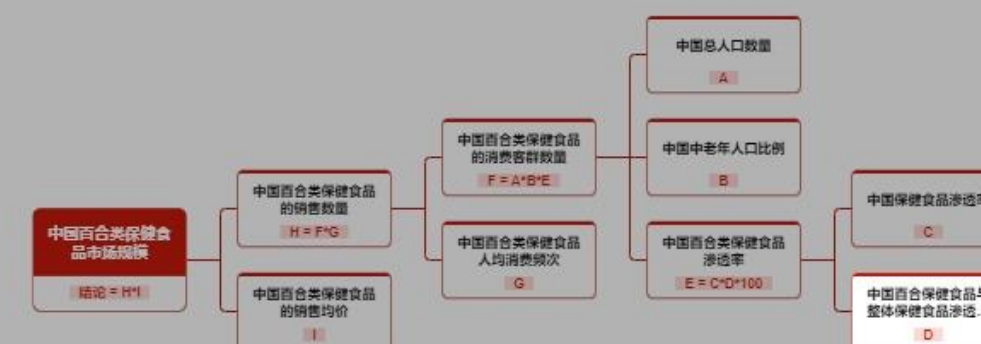 中国总人口数量
A
中国百合类保健食品
的消费客群数量
F = A*B*E
中国中老年人口比例
B
中国百合类保健食品
的销售数量
H = F*G
中国保健食品渗透率
C
中国百合类保健食
品市场规模
结论 = H*I
中国百合类保健食品
人均消费频次
G
中国百合类保健食品
渗透率
E = C*D*100
中国百合类保健食品
的销售均价
I
中国百合保健食品与
整体保健食品渗透...
D